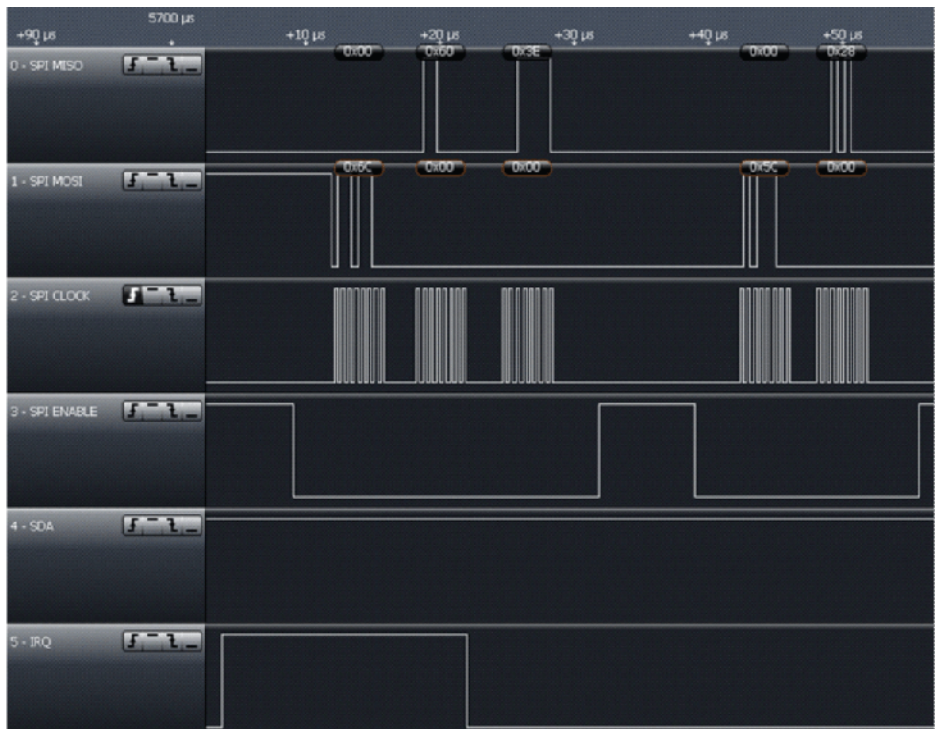 5700 µs
+90 µs +10 µs +20 µs +30 µs +40 µs +50 µs
0x00 0x60 0x3E 0x00 0x28
0 - SPI MISO
0x6C 0x00 0x00 0x5C 0x00
1 - SPI MOSI
2 - SPI CLOCK
3 - SPI ENABLE
4 - SDA
5 - IRQ